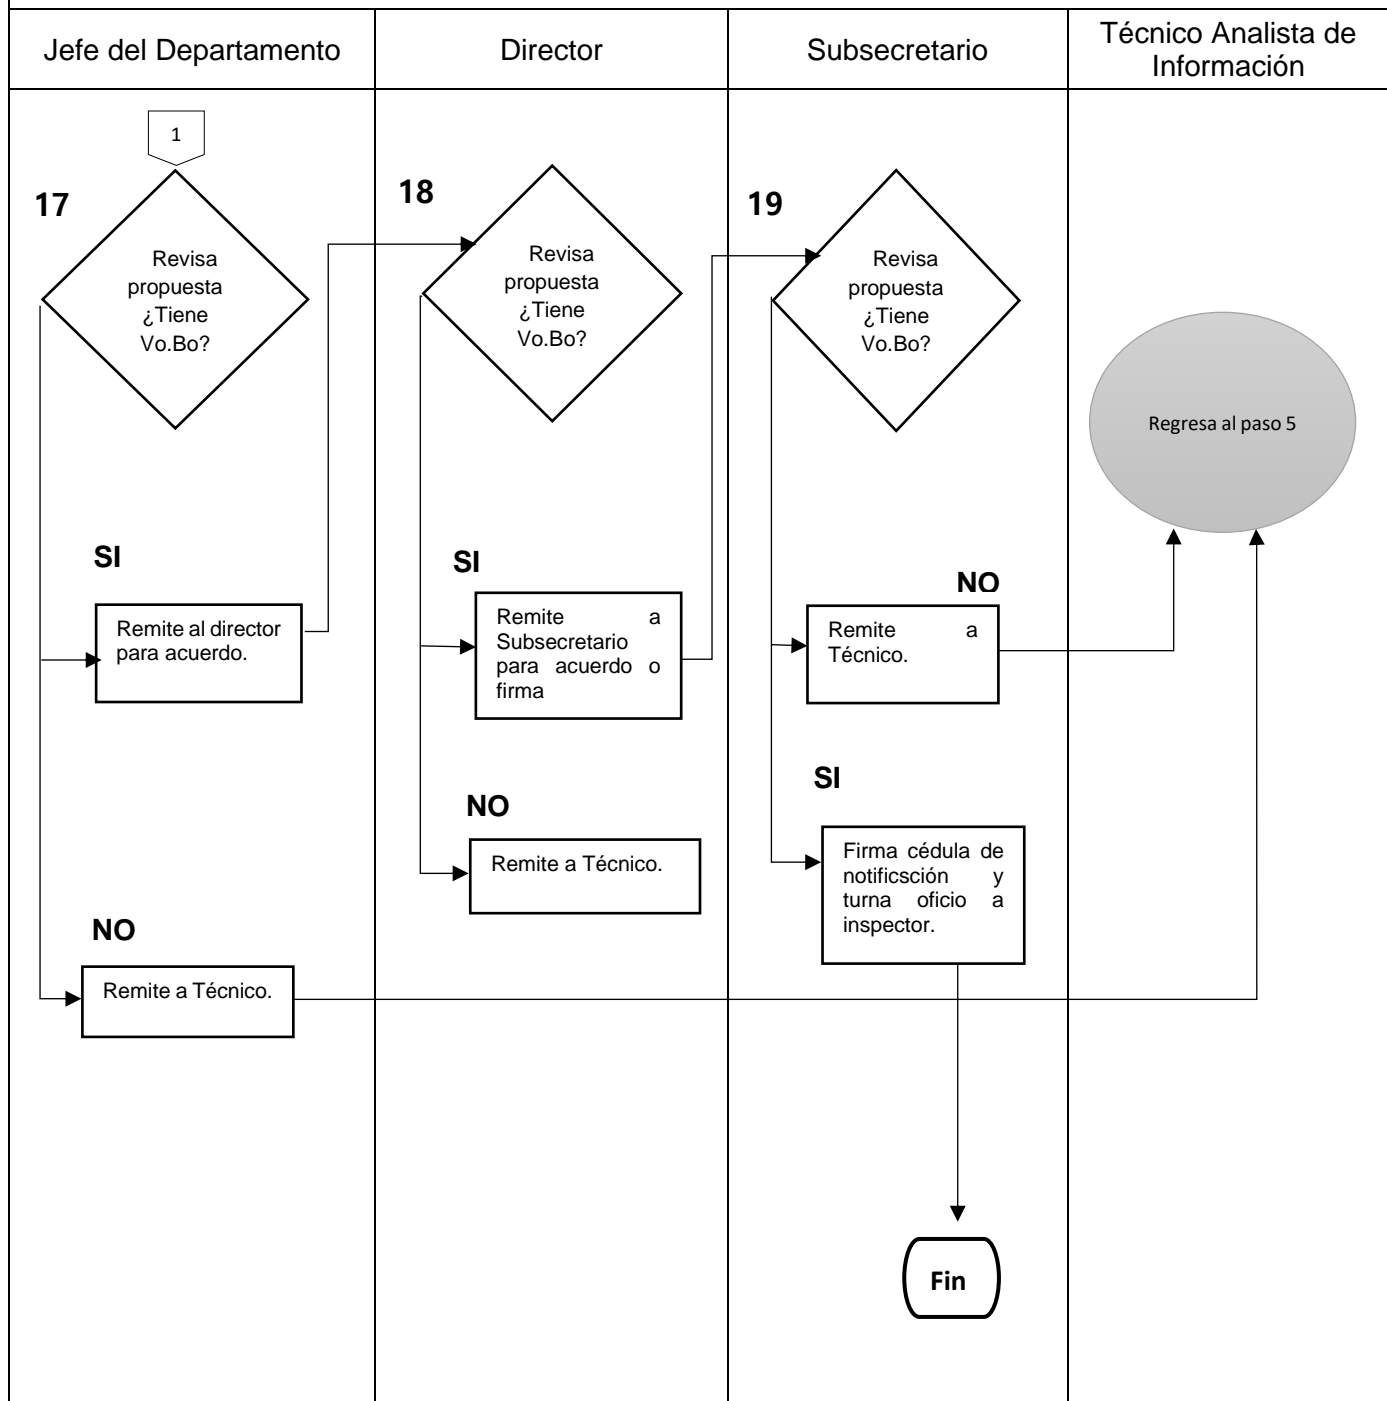 Jefe del Departamento
Director
Subsecretario
Técnico Analista de
Información
1
17
Revisa
propuesta
¿Tiene
Vo.Bo?
18
Revisa
propuesta
¿Tiene
Vo.Bo?
19
Revisa
propuesta
¿Tiene
Vo.Bo?
Regresa al paso 5
SI
Remite al director
para acuerdo.
SI
Remite a
Subsecretario
para acuerdo o
firma
NO
Remite a
Técnico.
NO
Remite a Técnico.
SI
Firma cédula de
notificsción y
turna oficio a
inspector.
NO
Remite a Técnico.
Fin